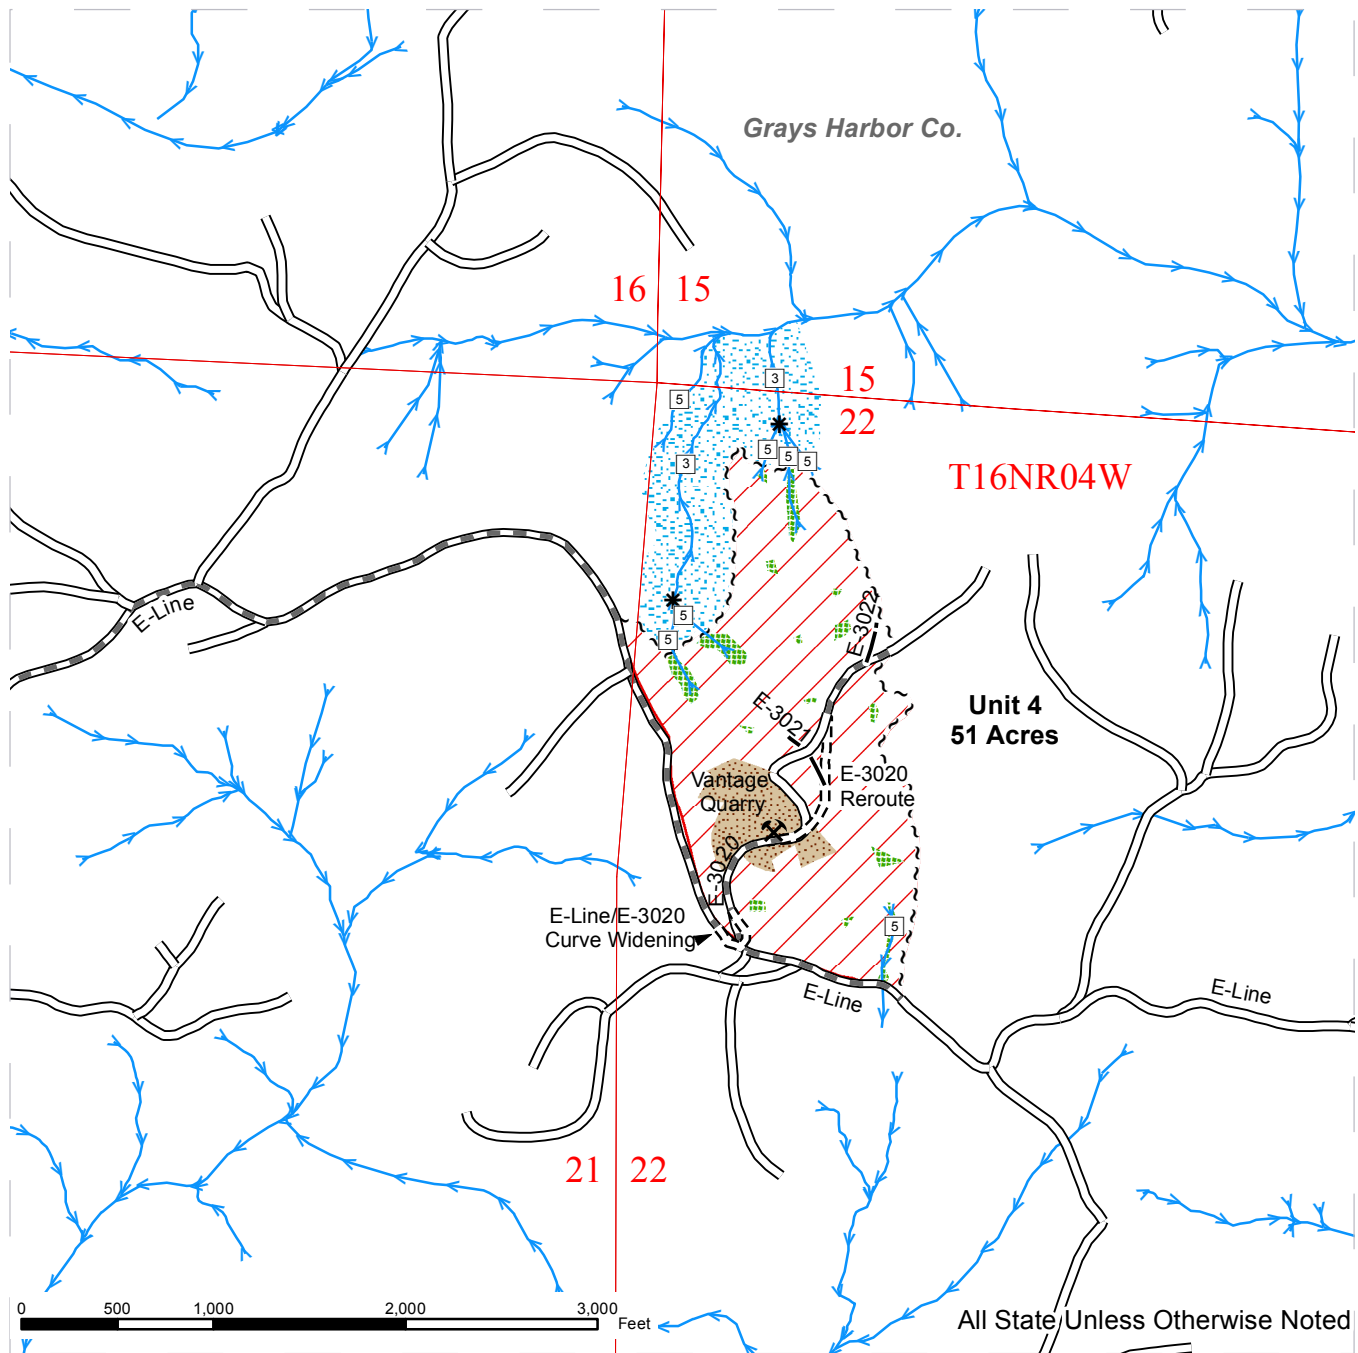 Grays Harbor Co.
16 15
15
22
3
5
3
5
5
5
T16NR04W
E-Line
5
5
E-3022
Unit 4
51 Acres
E-3021
Vantage
Quarry
E-3020
Reroute
E-3020
E-Line/E-3020
Curve Widening
5
E-Line
E-Line
21 22
0 500 1,000 2,000 3,000
Feet
All State Unless Otherwise Noted